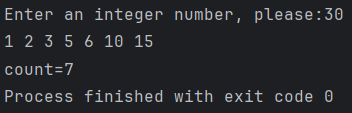 Enter an integer number, please:30
1 2 3 5 6 10 15
count=7
Process finished with exit code 0